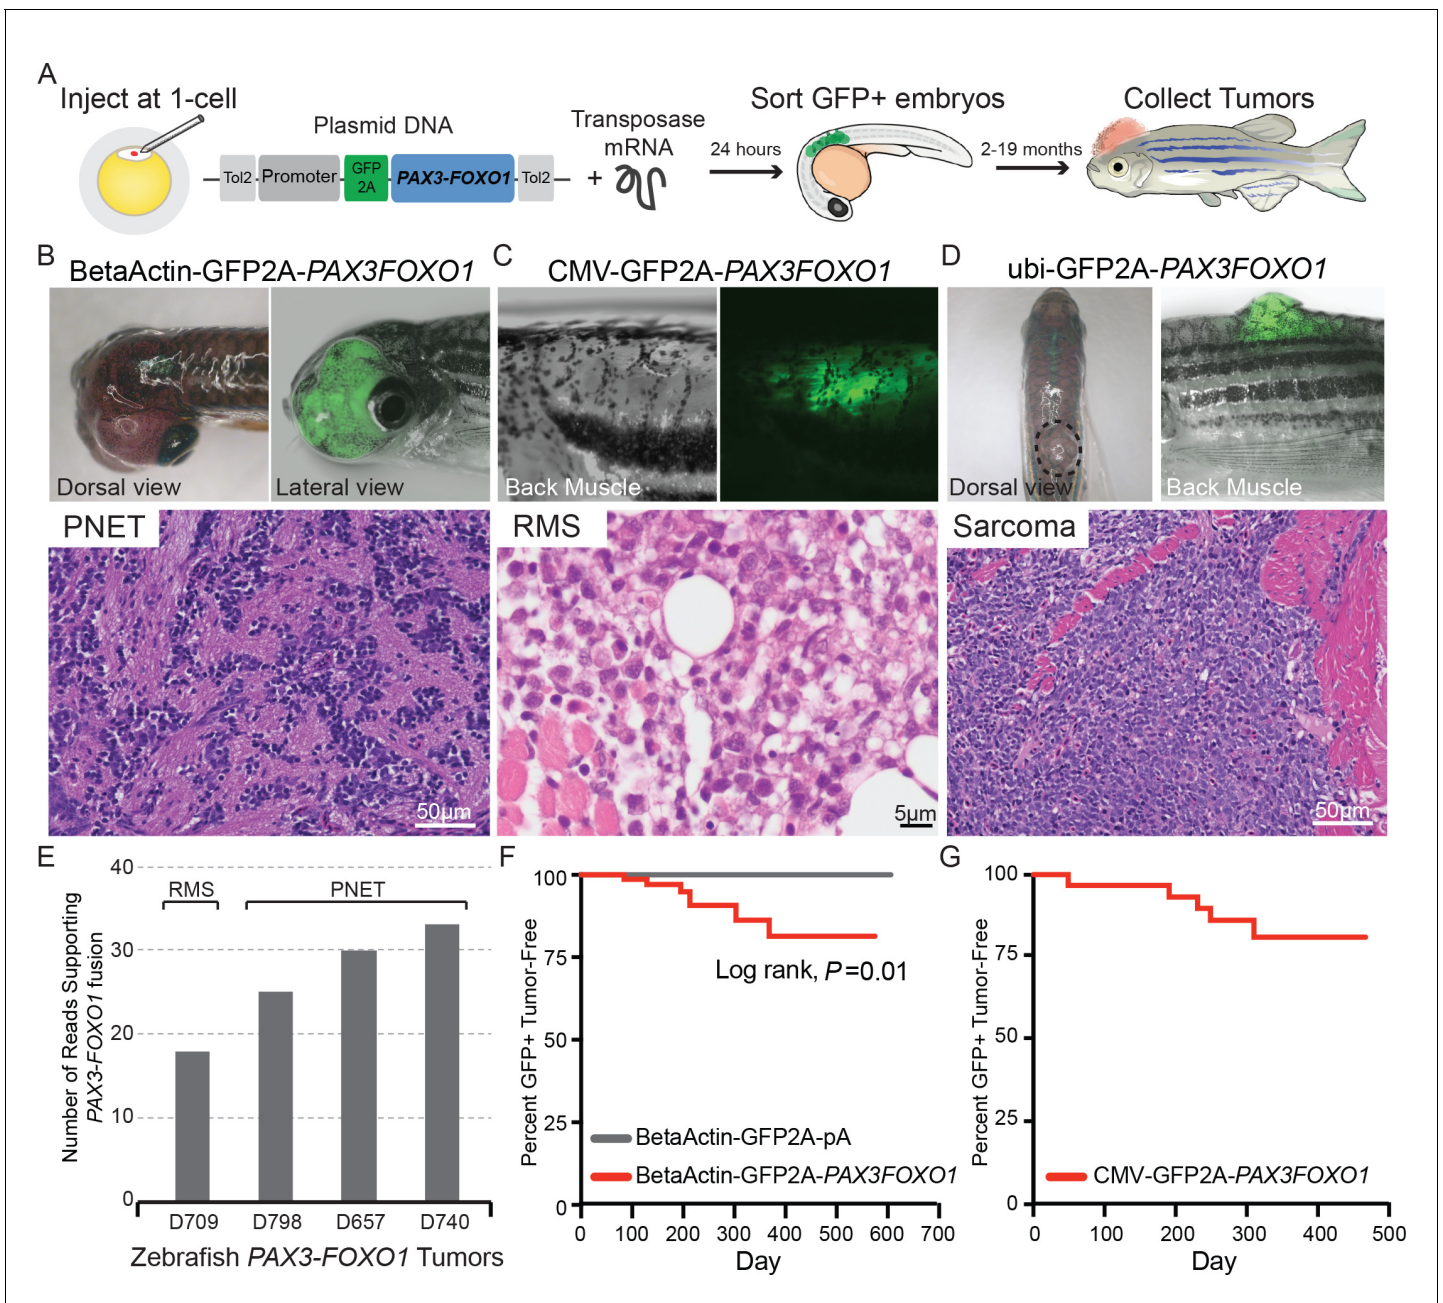 A
Inject at 1-cell
Plasmid DNA
Tol2
Promoter
GFP
2A
PAX3-FOXO1
Tol2
+
Transposase
mRNA
24 hours
Sort GFP+ embryos
2-19 months
Collect Tumors
B
BetaActin-GFP2A-PAX3FOXO1
Dorsal view
Lateral view
PNET
50µm
C
CMV-GFP2A-PAX3FOXO1
Back Muscle
RMS
5µm
D
ubi-GFP2A-PAX3FOXO1
Dorsal view
Back Muscle
Sarcoma
50µm
E
Number of Reads Supporting
PAX3-FOXO1 fusion
40
30
20
10
0
RMS
PNET
D709 D798 D657 D740
Zebrafish PAX3-FOXO1 Tumors
F
Percent GFP+ Tumor-Free
100
75
50
25
0
Log rank, P=0.01
BetaActin-GFP2A-pA
BetaActin-GFP2A-PAX3FOXO1
0 100 200 300 400 500 600 700
Day
G
Percent GFP+ Tumor-Free
100
75
50
25
0
CMV-GFP2A-PAX3FOXO1
0 100 200 300 400 500
Day